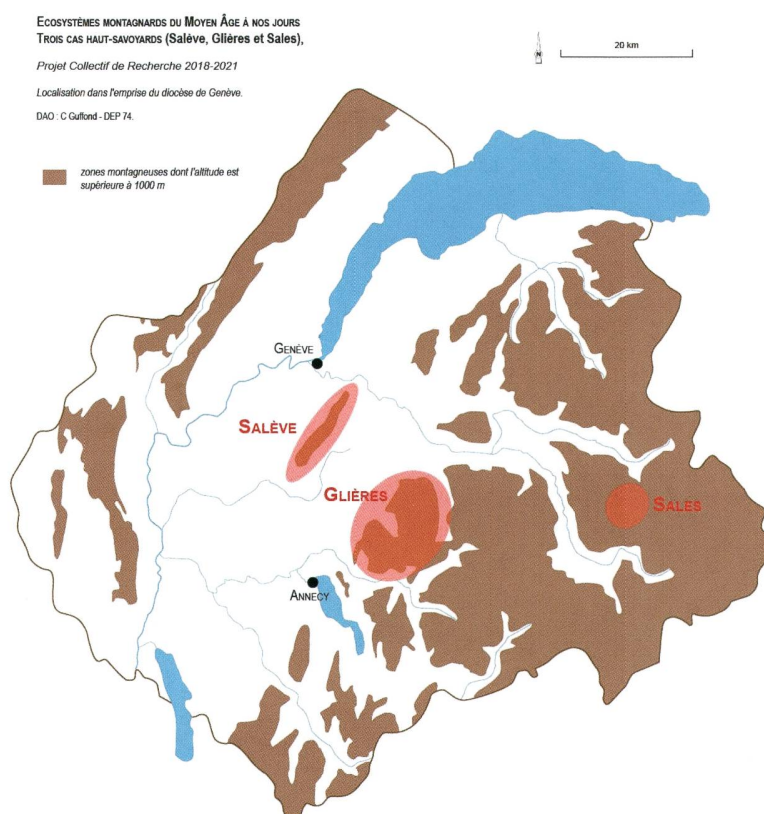 Ecosystèmes montagnards du Moyen Âge à nos jours
Trois cas haut-savoyards (Salève, Glières et Sales),
Projet Collectif de Recherche 2018-2021
Localisation dans l'emprise du diocèse de Genève.
DAO : C Guffond - DEP 74.
zones montagneuses dont l'altitude est
supèrieure à 1000 m
N
20 km
Genève
Salève
Glières
Sales
Annecy